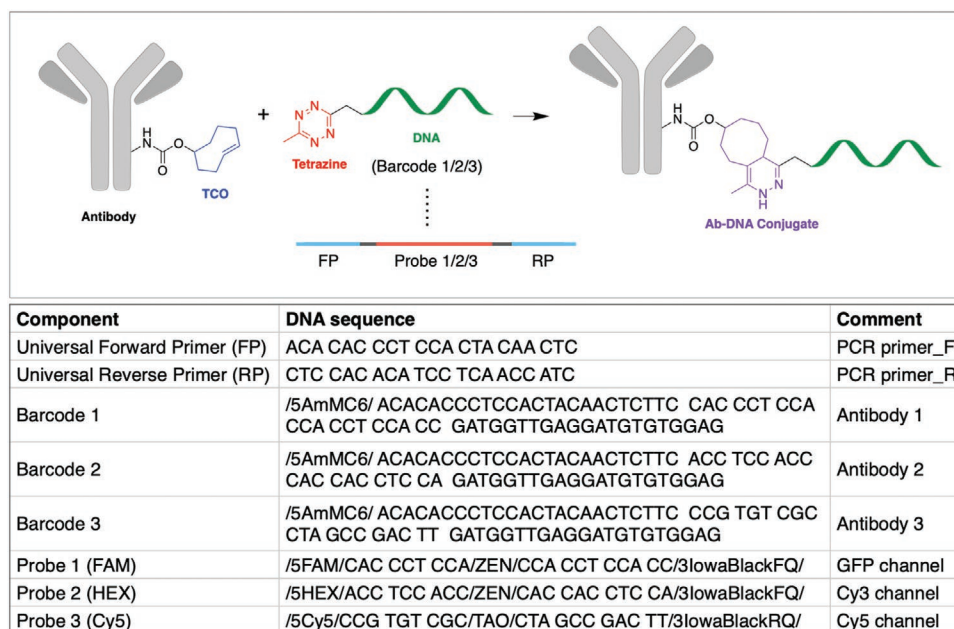 +
DNA
(Barcode 1/2/3)
Tetrazine
N N
N N
H
N O
O
TCO
Antibody
H
N O
O
N
N
H
Ab-DNA Conjugate
FP Probe 1/2/3 RP
Component DNA sequence Comment
Universal Forward Primer (FP) ACA CAC CCT CCA CTA CAA CTC PCR primer_F
Universal Reverse Primer (RP) CTC CAC ACA TCC TCA ACC ATC PCR primer_R
Barcode 1 /5AmMC6/ ACACACCCTCCACTACAACTCTTC CAC CCT CCA Antibody 1
CCA CCT CCA CC GATGGTTGAGGATGTGTGGAG
Barcode 2 /5AmMC6/ ACACACCCTCCACTACAACTCTTC ACC TCC ACC Antibody 2
CAC CAC CTC CA GATGGTTGAGGATGTGTGGAG
Barcode 3 /5AmMC6/ ACACACCCTCCACTACAACTCTTC CCG TGT CGC Antibody 3
CTA GCC GAC TT GATGGTTGAGGATGTGTGGAG
Probe 1 (FAM) /5FAM/CAC CCT CCA/ZEN/CCA CCT CCA CC/3IowaBlackFQ/ GFP channel
Probe 2 (HEX) /5HEX/ACC TCC ACC/ZEN/CAC CAC CTC CA/3IowaBlackFQ/ Cy3 channel
Probe 3 (Cy5) /5Cy5/CCG TGT CGC/TAO/CTA GCC GAC TT/3IowaBlackRQ/ Cy5 channel